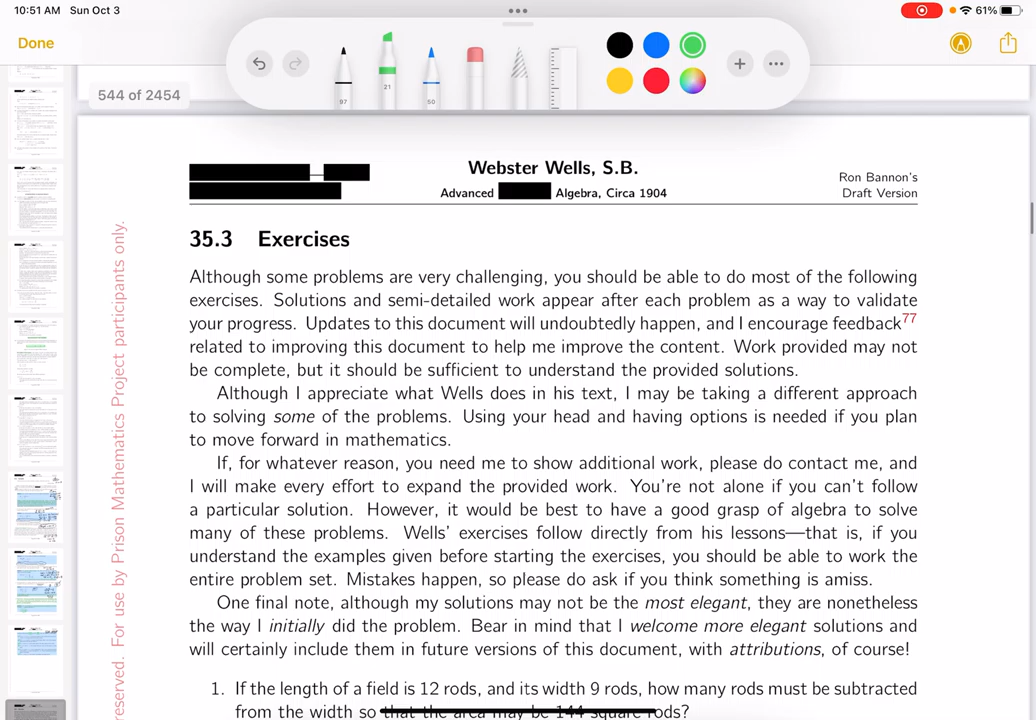 10:51 AM Sun Oct 3
61%
Done
544 of 2454
97
21
50
Webster Wells, S.B.
Advanced Algebra, Circa 1904
Ron Bannon's
Draft Version
reserved. For use by Prison Mathematics Project participants only.
35.3 Exercises
Although some problems are very challenging, you should be able to do most of the following
exercises. Solutions and semi-detailed work appear after each problem as a way to validate
your progress. Updates to this document will undoubtedly happen, and I encourage feedback77
related to improving this document to help me improve the content. Work provided may not
be complete, but it should be sufficient to understand the provided solutions.
Although I appreciate what Wells does in his text, I may be taking a different approach
to solving some of the problems. Using your head and having options is needed if you plan
to move forward in mathematics.
If, for whatever reason, you need me to show additional work, please do contact me, and
I will make every effort to expand the provided work. You're not alone if you can't follow
a particular solution. However, it would be best to have a good grasp of algebra to solve
many of these problems. Wells' exercises follow directly from his lessons—that is, if you
understand the examples given before starting the exercises, you should be able to work the
entire problem set. Mistakes happen, so please do ask if you think something is amiss.
One final note, although my solutions may not be the most elegant, they are nonetheless
the way I initially did the problem. Bear in mind that I welcome more elegant solutions and
will certainly include them in future versions of this document, with attributions, of course!
1. If the length of a field is 12 rods, and its width 9 rods, how many rods must be subtracted
from the width so that the area may be 144 square rods?